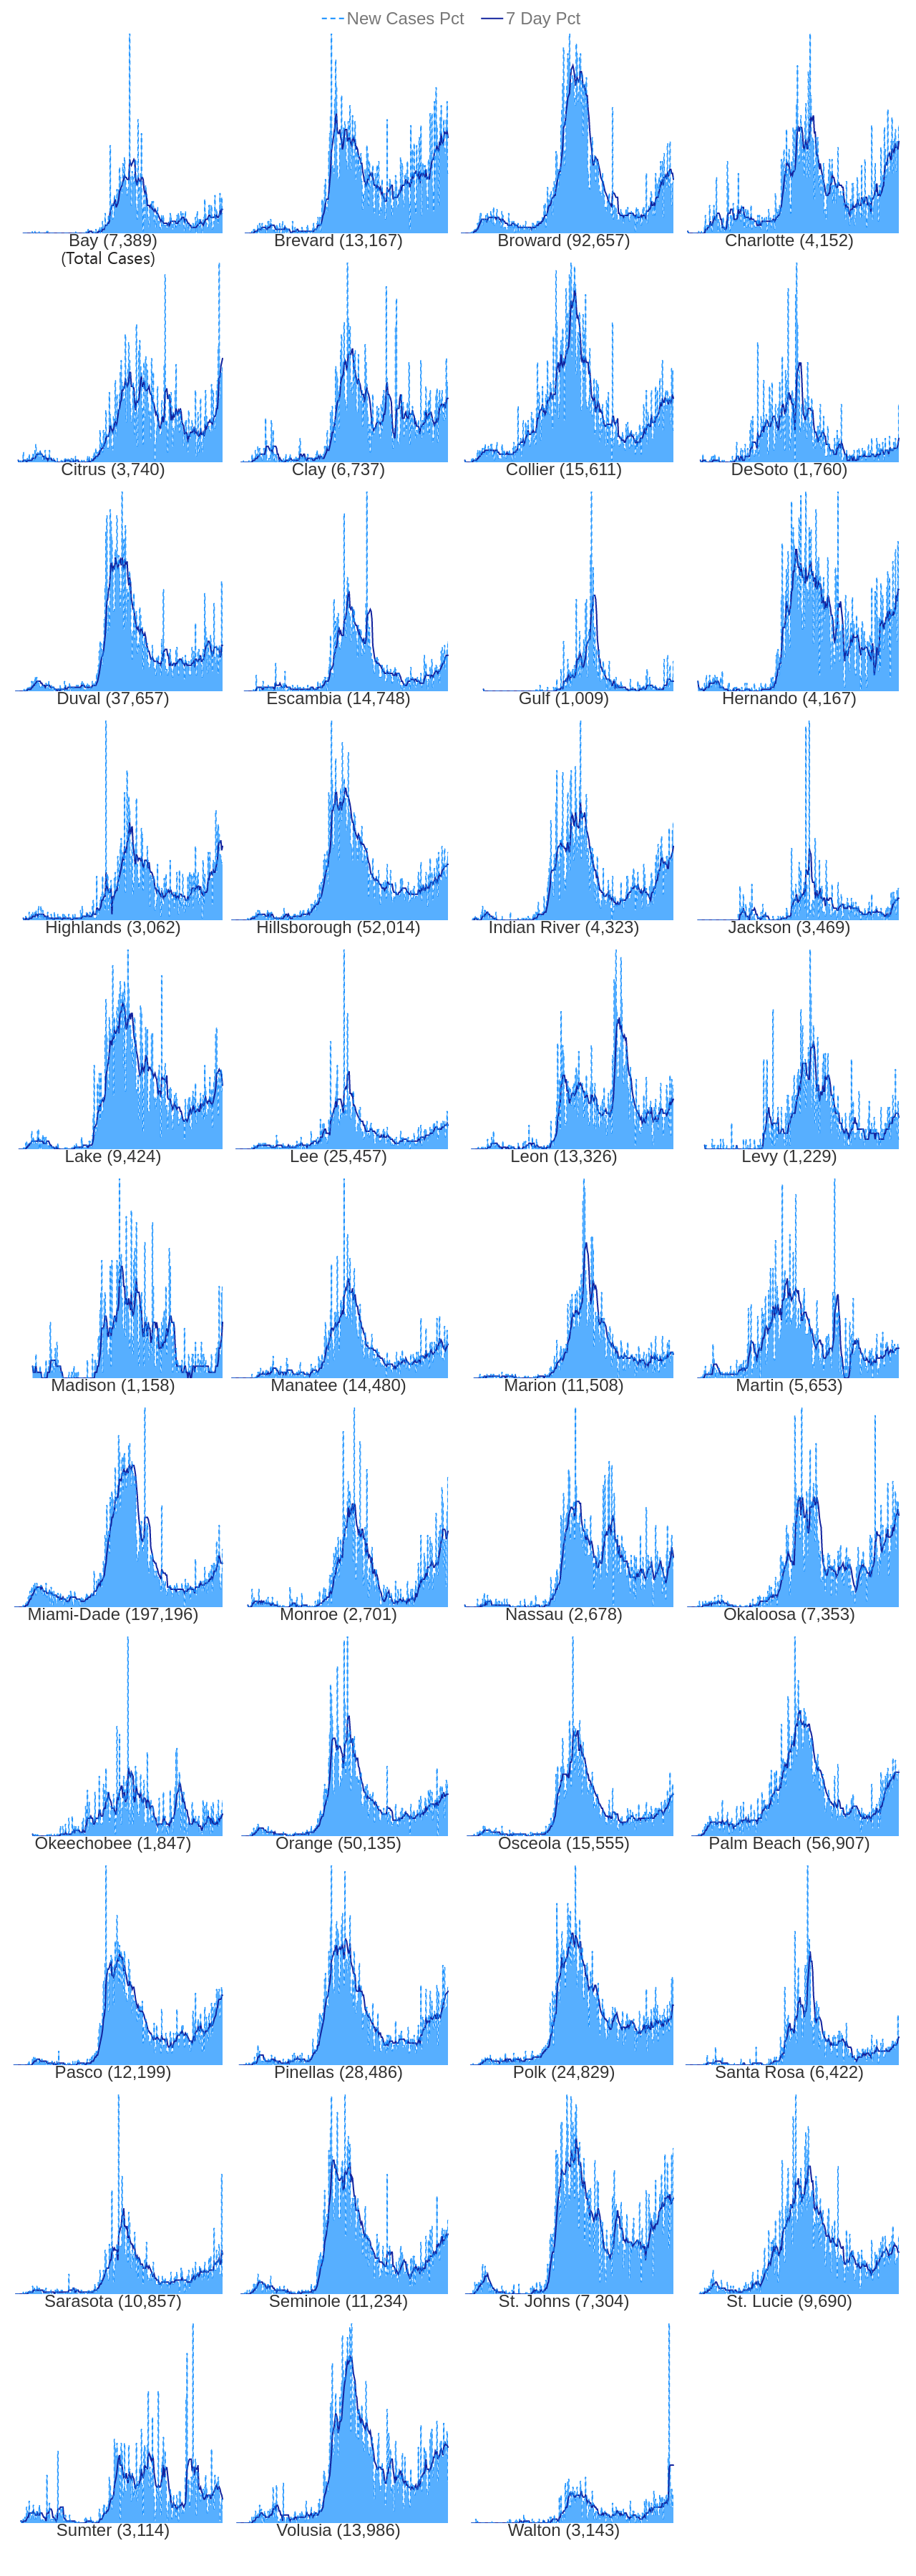 New Cases Pct 7 Day Pct
Bay (7,389) Brevard (13,167) Broward (92,657) Charlotte (4,152)
(Total Cases)
Citrus (3,740) Clay (6,737) Collier (15,611) DeSoto (1,760)
Duval (37,657) Escambia (14,748) Gulf (1,009) Hernando (4,167)
Highlands (3,062) Hillsborough (52,014) Indian River (4,323) Jackson (3,469)
Lake (9,424) Lee (25,457) Leon (13,326) Levy (1,229)
Madison (1,158) Manatee (14,480) Marion (11,508) Martin (5,653)
Miami-Dade (197,196) Monroe (2,701) Nassau (2,678) Okaloosa (7,353)
Okeechobee (1,847) Orange (50,135) Osceola (15,555) Palm Beach (56,907)
Pasco (12,199) Pinellas (28,486) Polk (24,829) Santa Rosa (6,422)
Sarasota (10,857) Seminole (11,234) St. Johns (7,304) St. Lucie (9,690)
Sumter (3,114) Volusia (13,986) Walton (3,143)